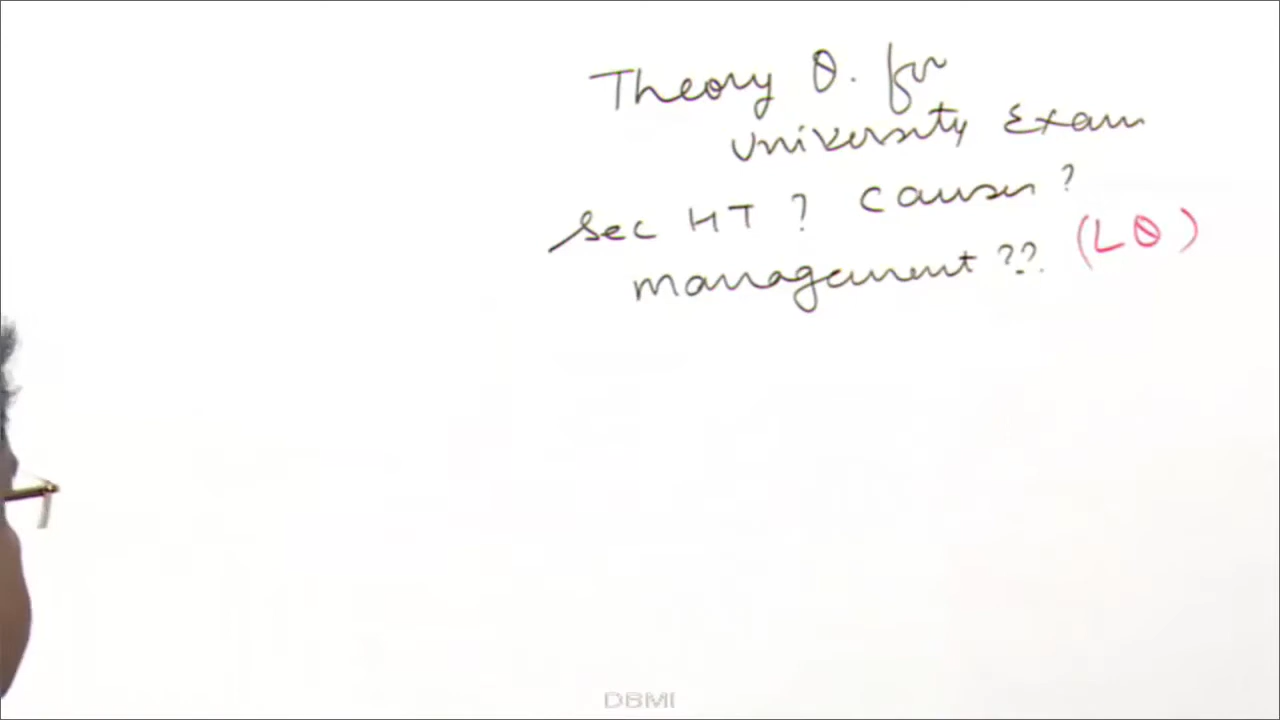 Theory Q. for
University Exam
Sec HT ? Causes ?
management ?? (LQ)
DBMI